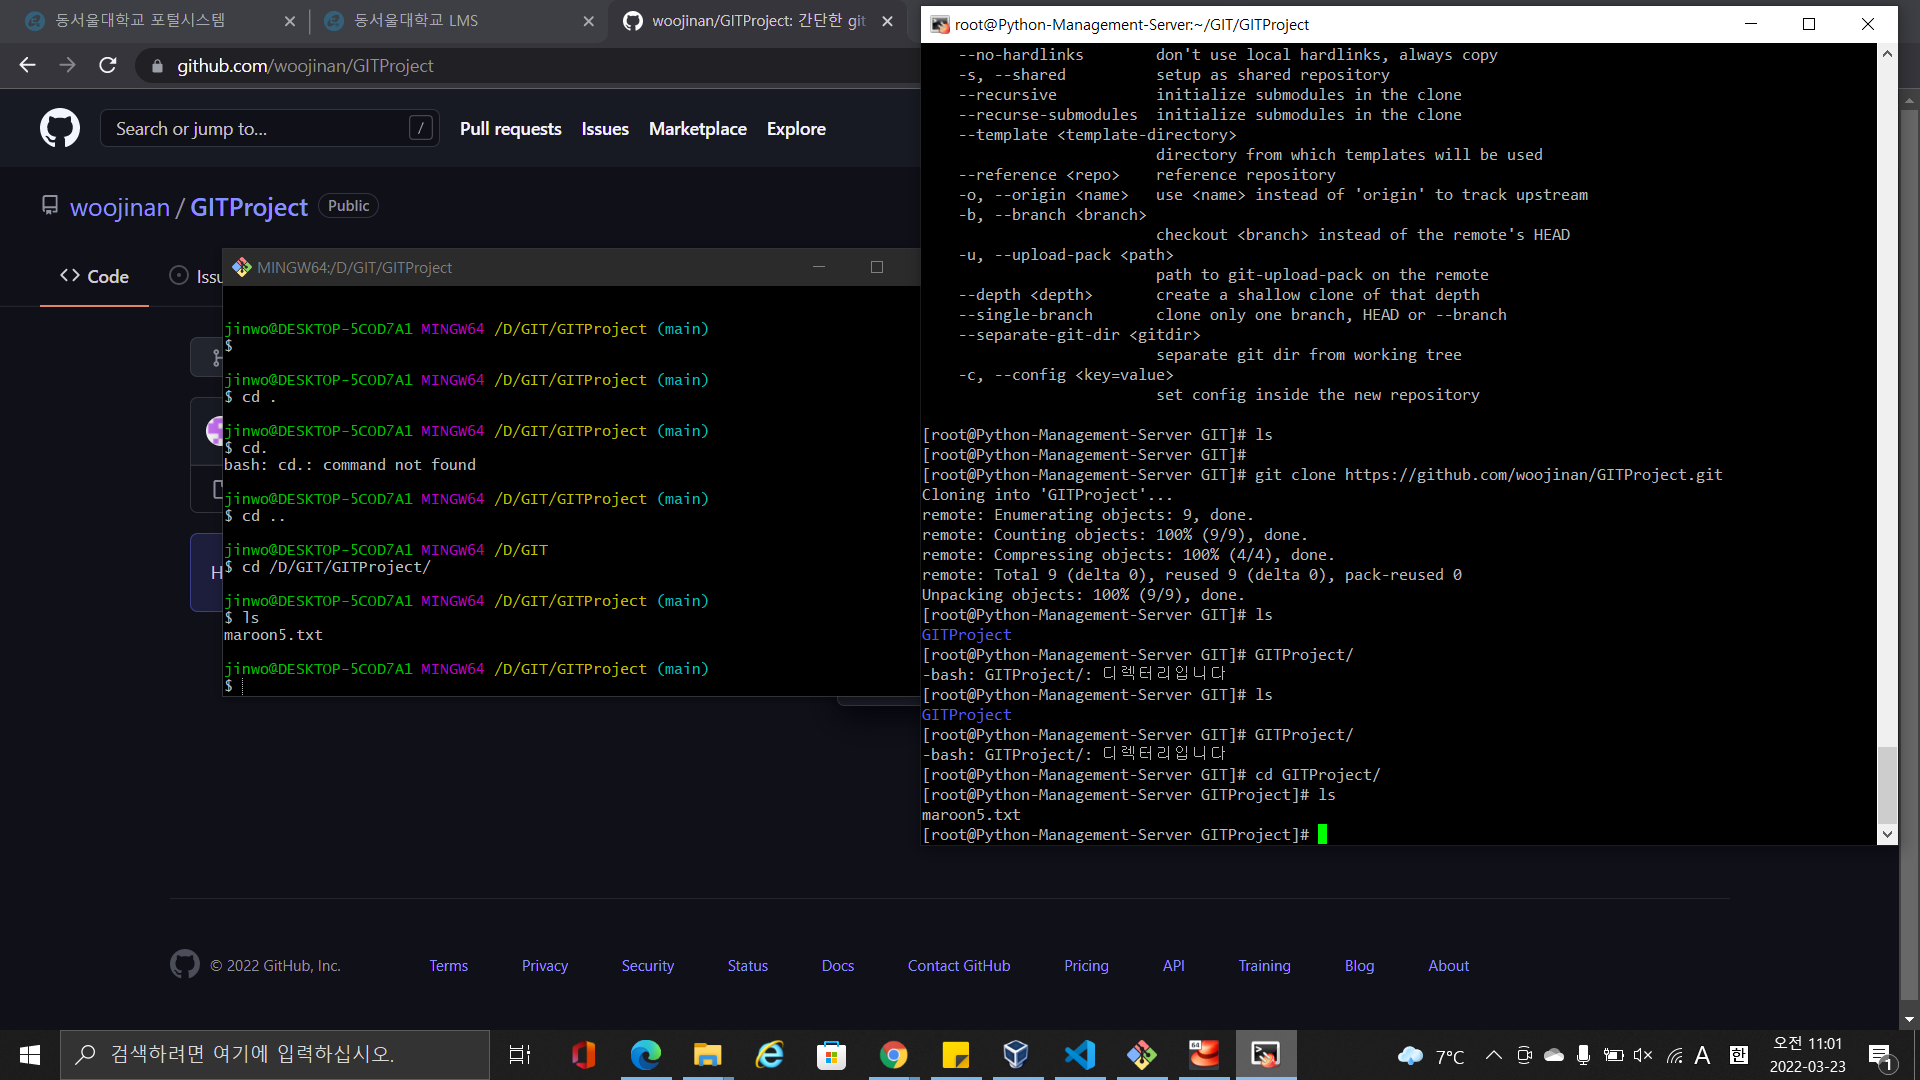 동서울대학교 포털시스템
동서울대학교 LMS
woojinan/GITProject: 간단한 git
github.com/woojinan/GITProject
Search or jump to...
/
Pull requests
Issues
Marketplace
Explore
woojinan / GITProject
Public
Code
Issu
H
MINGW64:/D/GIT/GITProject
jinwo@DESKTOP-5COD7A1 MINGW64 /D/GIT/GITProject (main)
$
jinwo@DESKTOP-5COD7A1 MINGW64 /D/GIT/GITProject (main)
$ cd .
jinwo@DESKTOP-5COD7A1 MINGW64 /D/GIT/GITProject (main)
$ cd.
bash: cd.: command not found
jinwo@DESKTOP-5COD7A1 MINGW64 /D/GIT/GITProject (main)
$ cd ..
jinwo@DESKTOP-5COD7A1 MINGW64 /D/GIT
$ cd /D/GIT/GITProject/
jinwo@DESKTOP-5COD7A1 MINGW64 /D/GIT/GITProject (main)
$ ls
maroon5.txt
jinwo@DESKTOP-5COD7A1 MINGW64 /D/GIT/GITProject (main)
$
root@Python-Management-Server:~/GIT/GITProject
--no-hardlinks don't use local hardlinks, always copy
-s, --shared setup as shared repository
--recursive initialize submodules in the clone
--recurse-submodules initialize submodules in the clone
--template <template-directory>
directory from which templates will be used
--reference <repo> reference repository
-o, --origin <name> use <name> instead of 'origin' to track upstream
-b, --branch <branch>
checkout <branch> instead of the remote's HEAD
-u, --upload-pack <path>
path to git-upload-pack on the remote
--depth <depth> create a shallow clone of that depth
--single-branch clone only one branch, HEAD or --branch
--separate-git-dir <gitdir>
separate git dir from working tree
-c, --config <key=value>
set config inside the new repository
[root@Python-Management-Server GIT]# ls
[root@Python-Management-Server GIT]#
[root@Python-Management-Server GIT]# git clone https://github.com/woojinan/GITProject.git
Cloning into 'GITProject'...
remote: Enumerating objects: 9, done.
remote: Counting objects: 100% (9/9), done.
remote: Compressing objects: 100% (4/4), done.
remote: Total 9 (delta 0), reused 9 (delta 0), pack-reused 0
Unpacking objects: 100% (9/9), done.
[root@Python-Management-Server GIT]# ls
GITProject
[root@Python-Management-Server GIT]# GITProject/
-bash: GITProject/: 디렉터리입니다
[root@Python-Management-Server GIT]# ls
GITProject
[root@Python-Management-Server GIT]# GITProject/
-bash: GITProject/: 디렉터리입니다
[root@Python-Management-Server GIT]# cd GITProject/
[root@Python-Management-Server GITProject]# ls
maroon5.txt
[root@Python-Management-Server GITProject]#
© 2022 GitHub, Inc.
Terms
Privacy
Security
Status
Docs
Contact GitHub
Pricing
API
Training
Blog
About
검색하려면 여기에 입력하십시오.
64
7°C
A
한
오전 11:01
2022-03-23
1